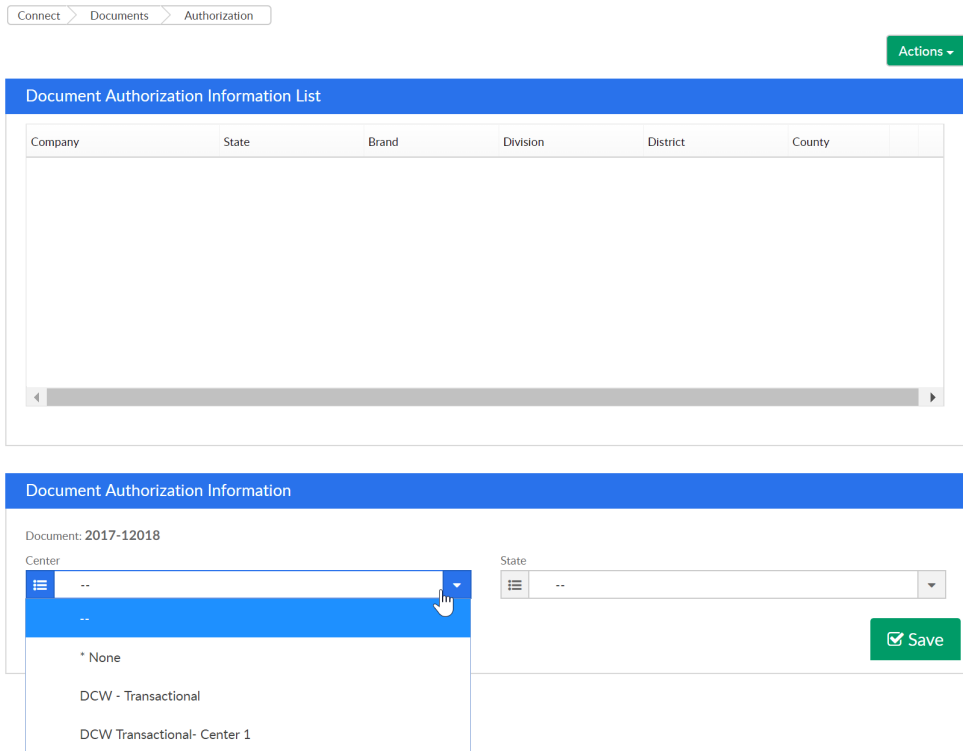 Connect Documents Authorization
Actions
Document Authorization Information List
Company State Brand Division District County
Document Authorization Information
Document: 2017-12018
Center State
-- --
--
Save
* None
DCW - Transactional
DCW Transactional- Center 1